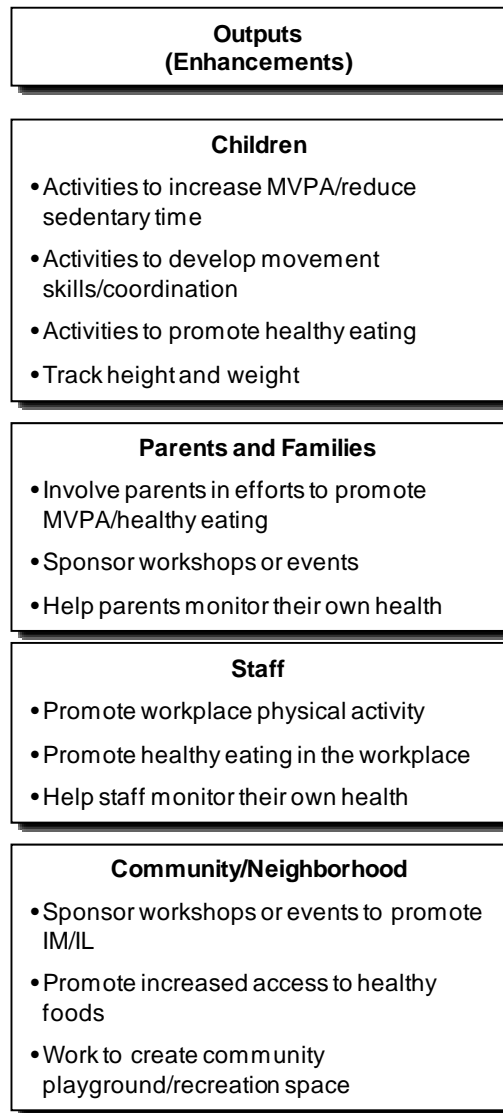 Outputs
(Enhancements)
Children
•Activities to increase MVPA/reduce
sedentary time
•Activities to develop movement
skills/coordination
•Activities to promote healthy eating
•Track height and weight
Parents and Families
•Involve parents in efforts to promote
MVPA/healthy eating
•Sponsor workshops or events
•Help parents monitor their own health
Staff
•Promote workplace physical activity
•Promote healthy eating in the workplace
•Help staff monitor their own health
Community/Neighborhood
•Sponsor workshops or events to promote
IM/IL
•Promote increased access to healthy
foods
•Work to create community
playground/recreation space